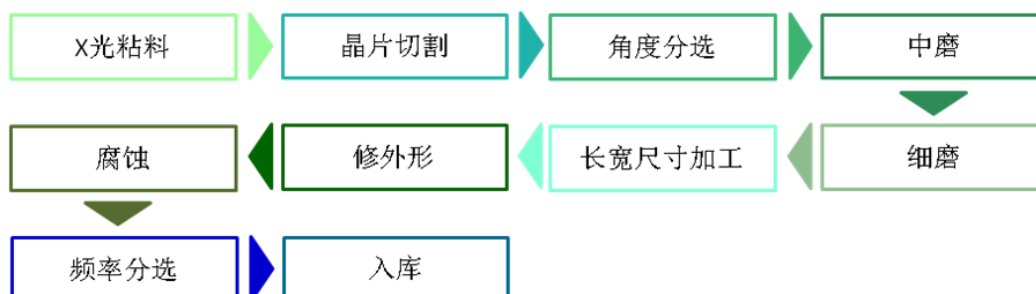 X光粘料
晶片切割
角度分选
中磨
细磨
长宽尺寸加工
修外形
腐蚀
频率分选
入库